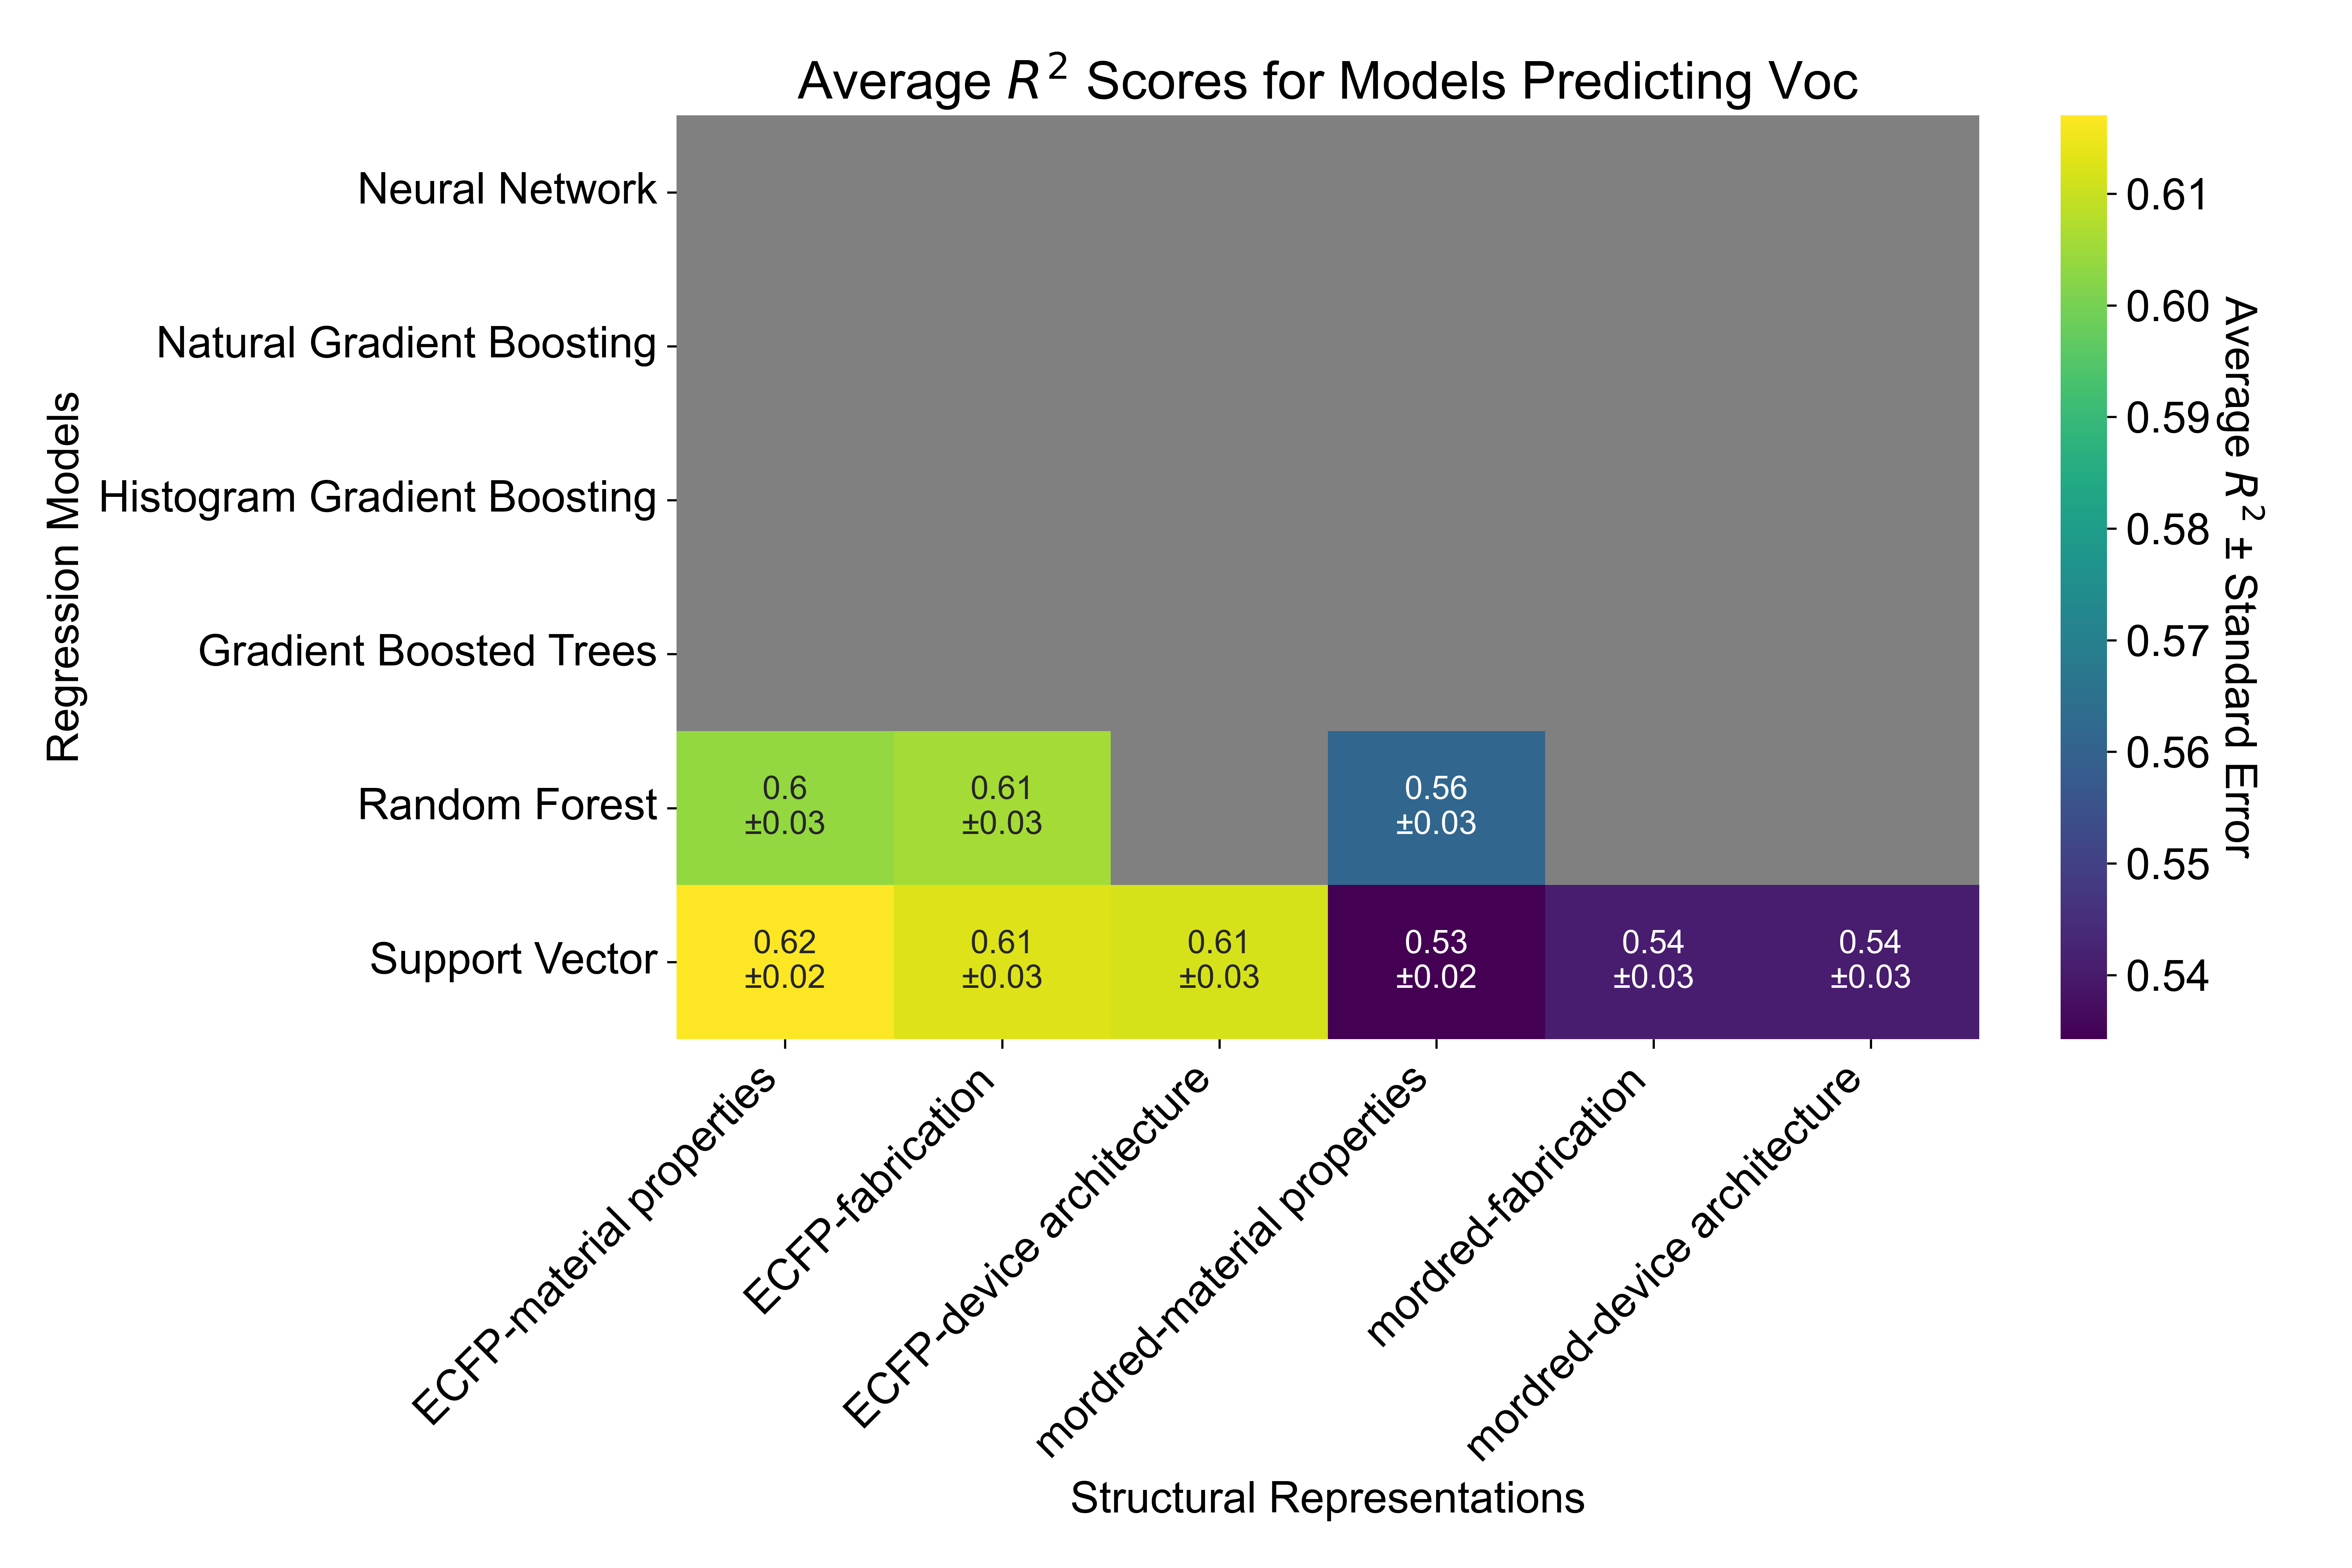 Average R² Scores for Models Predicting Voc
Regression Models
Neural Network
Natural Gradient Boosting
Histogram Gradient Boosting
Gradient Boosted Trees
Random Forest
Support Vector
0.6
±0.03
0.61
±0.03
0.56
±0.03
0.62
±0.02
0.61
±0.03
0.61
±0.03
0.53
±0.02
0.54
±0.03
0.54
±0.03
ECFP-material properties
ECFP-fabrication
ECFP-device architecture
mordred-material properties
mordred-fabrication
mordred-device architecture
Structural Representations
0.61
0.60
0.59
0.58
0.57
0.56
0.55
0.54
Average R² ± Standard Error